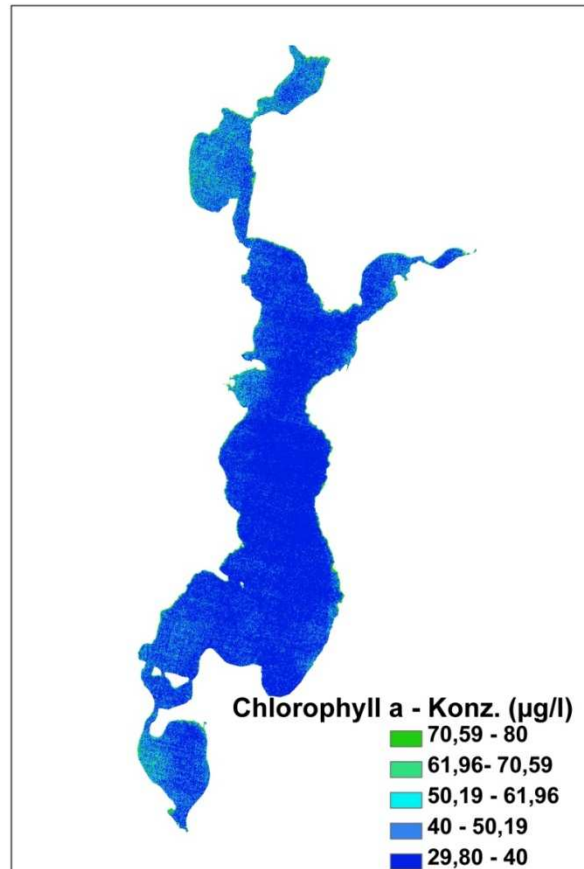 Chlorophyll a - Konz. (µg/l)
70,59 - 80
61,96- 70,59
50,19 - 61,96
40 - 50,19
29,80 - 40